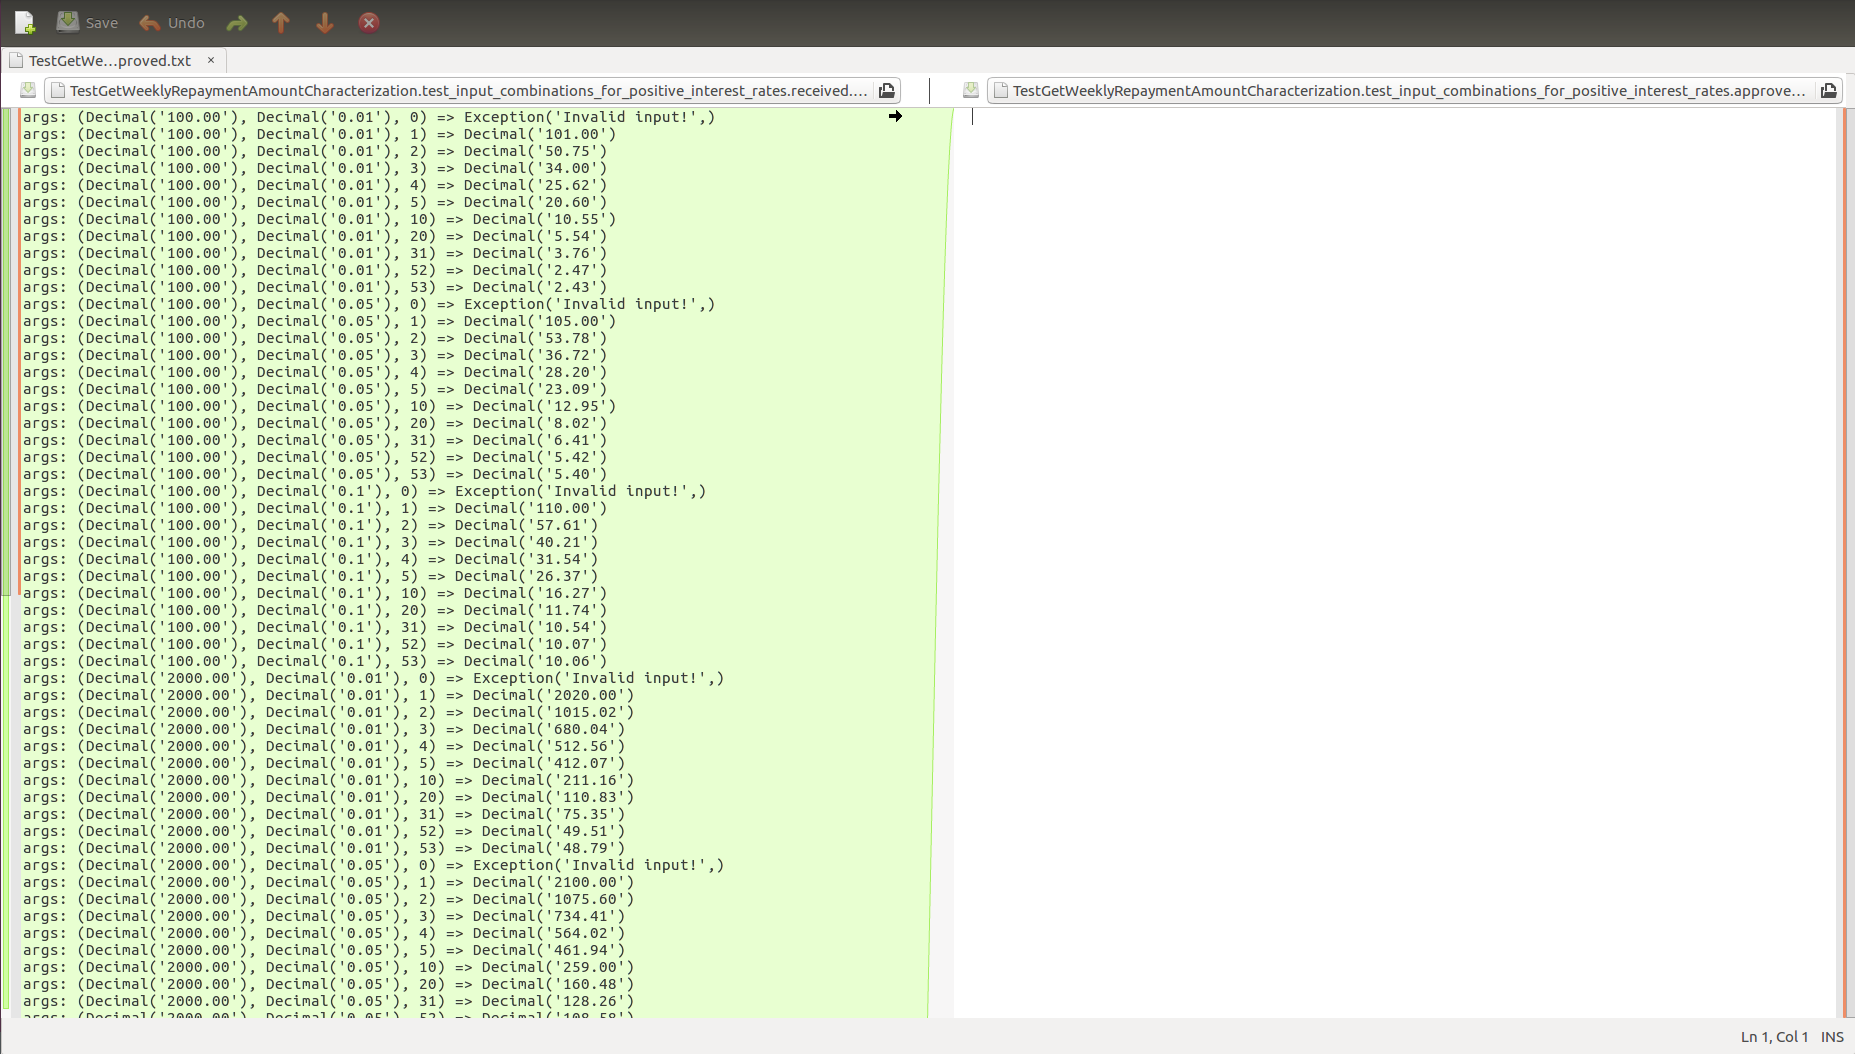 Save Undo
TestGetWe...proved.txt ×
TestGetWeeklyRepaymentAmountCharacterization.test_input_combinations_for_positive_interest_rates.received.... TestGetWeeklyRepaymentAmountCharacterization.test_input_combinations_for_positive_interest_rates.approve...
args: (Decimal('100.00'), Decimal('0.01'), 0) => Exception('Invalid input!',)
args: (Decimal('100.00'), Decimal('0.01'), 1) => Decimal('101.00')
args: (Decimal('100.00'), Decimal('0.01'), 2) => Decimal('50.75')
args: (Decimal('100.00'), Decimal('0.01'), 3) => Decimal('34.00')
args: (Decimal('100.00'), Decimal('0.01'), 4) => Decimal('25.62')
args: (Decimal('100.00'), Decimal('0.01'), 5) => Decimal('20.60')
args: (Decimal('100.00'), Decimal('0.01'), 10) => Decimal('10.55')
args: (Decimal('100.00'), Decimal('0.01'), 20) => Decimal('5.54')
args: (Decimal('100.00'), Decimal('0.01'), 31) => Decimal('3.76')
args: (Decimal('100.00'), Decimal('0.01'), 52) => Decimal('2.47')
args: (Decimal('100.00'), Decimal('0.01'), 53) => Decimal('2.43')
args: (Decimal('100.00'), Decimal('0.05'), 0) => Exception('Invalid input!',)
args: (Decimal('100.00'), Decimal('0.05'), 1) => Decimal('105.00')
args: (Decimal('100.00'), Decimal('0.05'), 2) => Decimal('53.78')
args: (Decimal('100.00'), Decimal('0.05'), 3) => Decimal('36.72')
args: (Decimal('100.00'), Decimal('0.05'), 4) => Decimal('28.20')
args: (Decimal('100.00'), Decimal('0.05'), 5) => Decimal('23.09')
args: (Decimal('100.00'), Decimal('0.05'), 10) => Decimal('12.95')
args: (Decimal('100.00'), Decimal('0.05'), 20) => Decimal('8.02')
args: (Decimal('100.00'), Decimal('0.05'), 31) => Decimal('6.41')
args: (Decimal('100.00'), Decimal('0.05'), 52) => Decimal('5.42')
args: (Decimal('100.00'), Decimal('0.05'), 53) => Decimal('5.40')
args: (Decimal('100.00'), Decimal('0.1'), 0) => Exception('Invalid input!',)
args: (Decimal('100.00'), Decimal('0.1'), 1) => Decimal('110.00')
args: (Decimal('100.00'), Decimal('0.1'), 2) => Decimal('57.61')
args: (Decimal('100.00'), Decimal('0.1'), 3) => Decimal('40.21')
args: (Decimal('100.00'), Decimal('0.1'), 4) => Decimal('31.54')
args: (Decimal('100.00'), Decimal('0.1'), 5) => Decimal('26.37')
args: (Decimal('100.00'), Decimal('0.1'), 10) => Decimal('16.27')
args: (Decimal('100.00'), Decimal('0.1'), 20) => Decimal('11.74')
args: (Decimal('100.00'), Decimal('0.1'), 31) => Decimal('10.54')
args: (Decimal('100.00'), Decimal('0.1'), 52) => Decimal('10.07')
args: (Decimal('100.00'), Decimal('0.1'), 53) => Decimal('10.06')
args: (Decimal('2000.00'), Decimal('0.01'), 0) => Exception('Invalid input!',)
args: (Decimal('2000.00'), Decimal('0.01'), 1) => Decimal('2020.00')
args: (Decimal('2000.00'), Decimal('0.01'), 2) => Decimal('1015.02')
args: (Decimal('2000.00'), Decimal('0.01'), 3) => Decimal('680.04')
args: (Decimal('2000.00'), Decimal('0.01'), 4) => Decimal('512.56')
args: (Decimal('2000.00'), Decimal('0.01'), 5) => Decimal('412.07')
args: (Decimal('2000.00'), Decimal('0.01'), 10) => Decimal('211.16')
args: (Decimal('2000.00'), Decimal('0.01'), 20) => Decimal('110.83')
args: (Decimal('2000.00'), Decimal('0.01'), 31) => Decimal('75.35')
args: (Decimal('2000.00'), Decimal('0.01'), 52) => Decimal('49.51')
args: (Decimal('2000.00'), Decimal('0.01'), 53) => Decimal('48.79')
args: (Decimal('2000.00'), Decimal('0.05'), 0) => Exception('Invalid input!',)
args: (Decimal('2000.00'), Decimal('0.05'), 1) => Decimal('2100.00')
args: (Decimal('2000.00'), Decimal('0.05'), 2) => Decimal('1075.60')
args: (Decimal('2000.00'), Decimal('0.05'), 3) => Decimal('734.41')
args: (Decimal('2000.00'), Decimal('0.05'), 4) => Decimal('564.02')
args: (Decimal('2000.00'), Decimal('0.05'), 5) => Decimal('461.94')
args: (Decimal('2000.00'), Decimal('0.05'), 10) => Decimal('259.00')
args: (Decimal('2000.00'), Decimal('0.05'), 20) => Decimal('160.48')
args: (Decimal('2000.00'), Decimal('0.05'), 31) => Decimal('128.26')
args: (Decimal('2000.00'), Decimal('0.05'), 52) => Decimal('108.58')
Ln 1, Col 1 INS